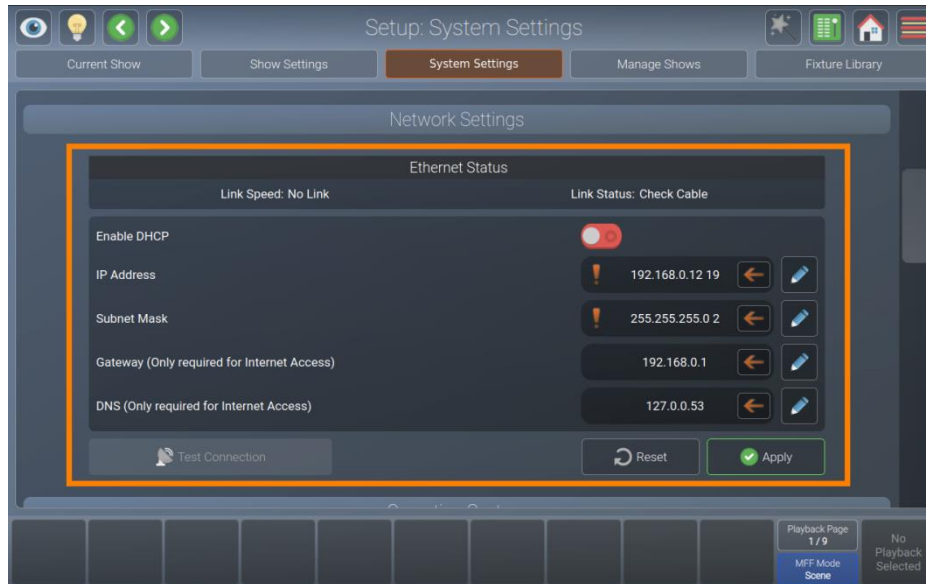 Setup: System Settings
Current Show
Show Settings
System Settings
Manage Shows
Fixture Library
Network Settings
Ethernet Status
Link Speed: No Link
Link Status: Check Cable
Enable DHCP
IP Address
192.168.0.12 19
Subnet Mask
255.255.255.0 2
Gateway (Only required for Internet Access)
192.168.0.1
DNS (Only required for Internet Access)
127.0.0.53
Test Connection
Reset
Apply
Playback Page
1 / 9
MFF Mode
Scene
No
Playback
Selected